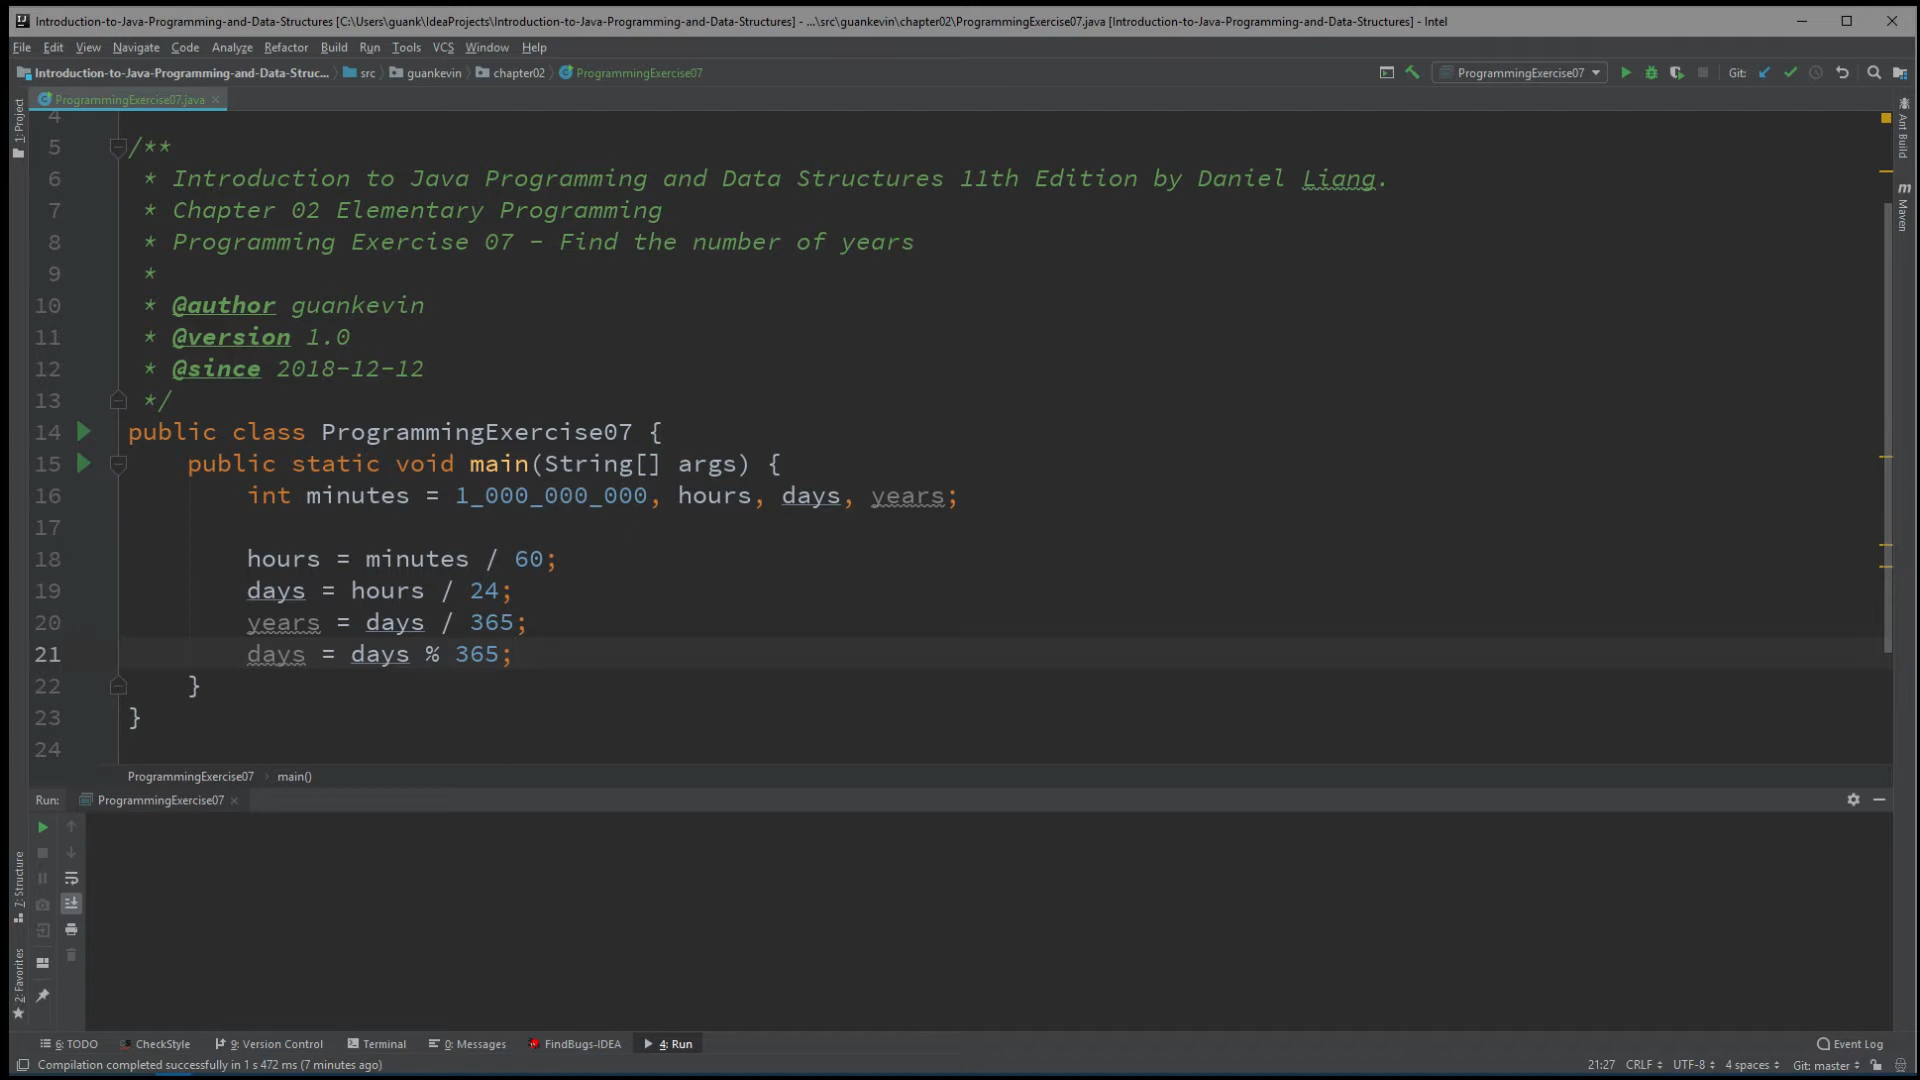 Introduction-to-Java-Programming-and-Data-Structures [C:\Users\guank\IdeaProjects\Introduction-to-Java-Programming-and-Data-Structures] - ...\src\guankevin\chapter02\ProgrammingExercise07.java [Introduction-to-Java-Programming-and-Data-Structures] - Intel
File Edit View Navigate Code Analyze Refactor Build Run Tools VCS Window Help
Introduction-to-Java-Programming-and-Data-Struc... src guankevin chapter02 ProgrammingExercise07 ProgrammingExercise07 Git:
ProgrammingExercise07.java
1: Project
Ant Build
Maven
4
5 /**
6 * Introduction to Java Programming and Data Structures 11th Edition by Daniel Liang.
7 * Chapter 02 Elementary Programming
8 * Programming Exercise 07 - Find the number of years
9 *
10 * @author guankevin
11 * @version 1.0
12 * @since 2018-12-12
13 */
14 public class ProgrammingExercise07 {
15 public static void main(String[] args) {
16 int minutes = 1_000_000_000, hours, days, years;
17
18 hours = minutes / 60;
19 days = hours / 24;
20 years = days / 365;
21 days = days % 365;
22 }
23 }
24
ProgrammingExercise07 main()
Run: ProgrammingExercise07
7: Structure
2: Favorites
6: TODO CheckStyle 9: Version Control Terminal 0: Messages FindBugs-IDEA 4: Run Event Log
Compilation completed successfully in 1 s 472 ms (7 minutes ago) 21:27 CRLF UTF-8 4 spaces Git: master